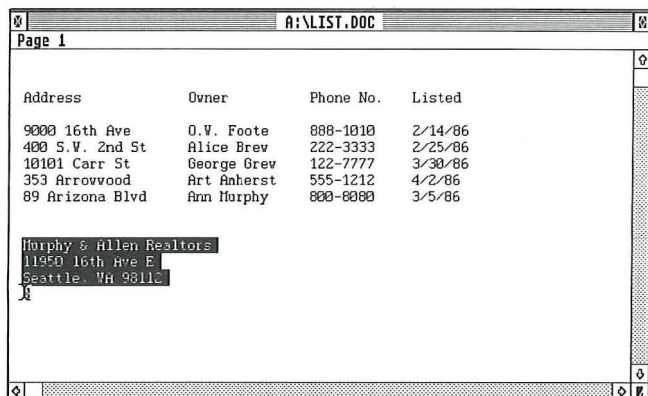 A:\LIST.DOC
Page 1
Address Owner Phone No. Listed
9000 16th Ave O.W. Foote 888-1010 2/14/86
400 S.W. 2nd St Alice Brew 222-3333 2/25/86
10101 Carr St George Grew 122-7777 3/30/86
353 Arrowwood Art Amherst 555-1212 4/2/86
89 Arizona Blvd Ann Murphy 800-8080 3/5/86
Murphy & Allen Realtors
11950 16th Ave E
Seattle, WA 98112